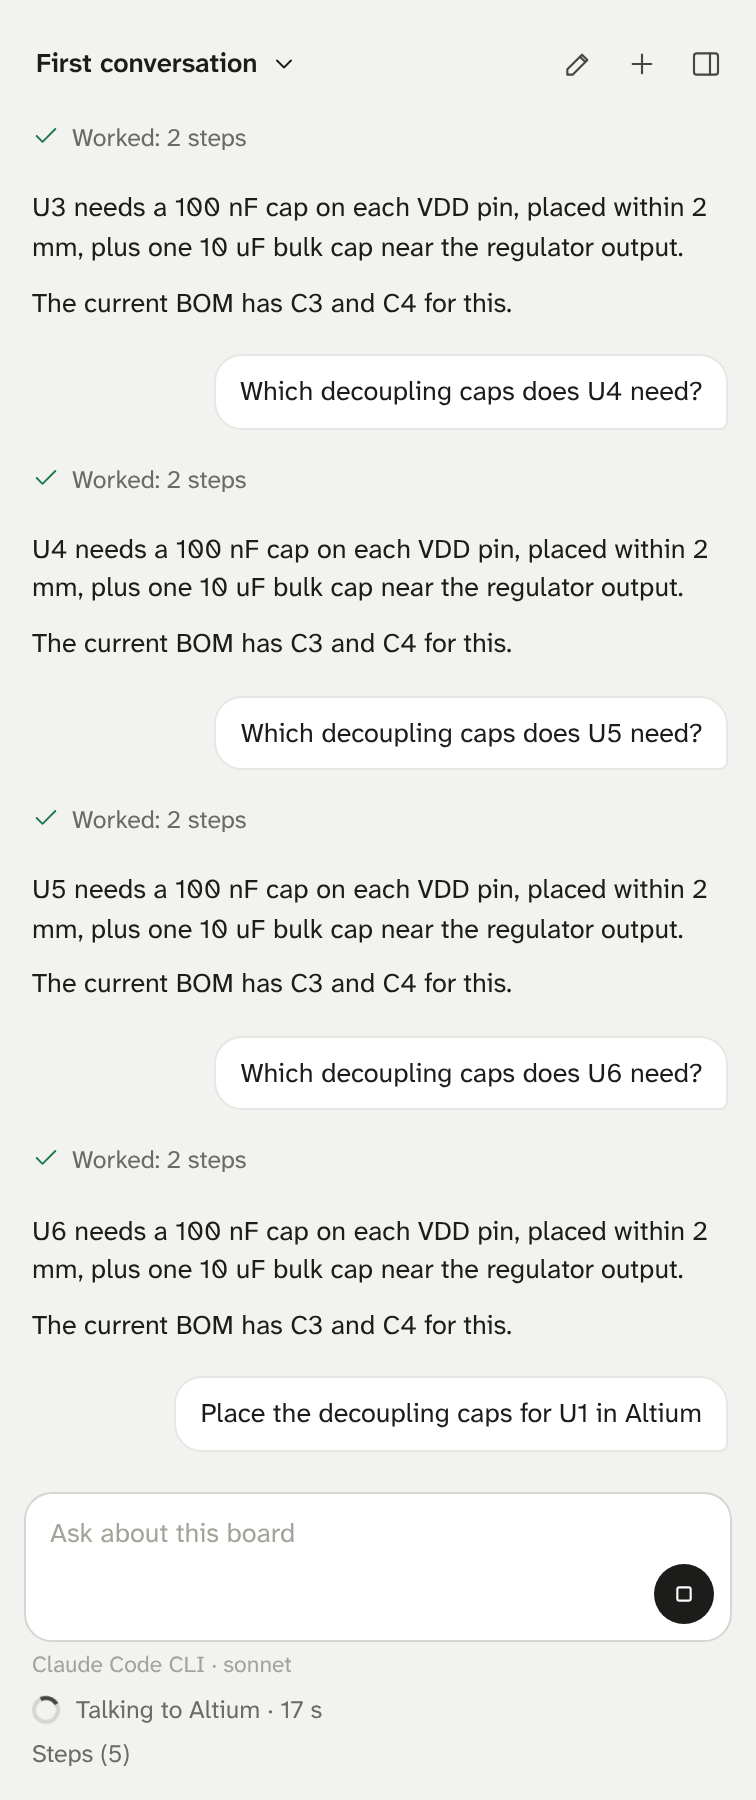 First conversation
Worked: 2 steps
U3 needs a 100 nF cap on each VDD pin, placed within 2
mm, plus one 10 uF bulk cap near the regulator output.
The current BOM has C3 and C4 for this.
Which decoupling caps does U4 need?
Worked: 2 steps
U4 needs a 100 nF cap on each VDD pin, placed within 2
mm, plus one 10 uF bulk cap near the regulator output.
The current BOM has C3 and C4 for this.
Which decoupling caps does U5 need?
Worked: 2 steps
U5 needs a 100 nF cap on each VDD pin, placed within 2
mm, plus one 10 uF bulk cap near the regulator output.
The current BOM has C3 and C4 for this.
Which decoupling caps does U6 need?
Worked: 2 steps
U6 needs a 100 nF cap on each VDD pin, placed within 2
mm, plus one 10 uF bulk cap near the regulator output.
The current BOM has C3 and C4 for this.
Place the decoupling caps for U1 in Altium
Ask about this board
Claude Code CLI · sonnet
Talking to Altium · 17 s
Steps (5)